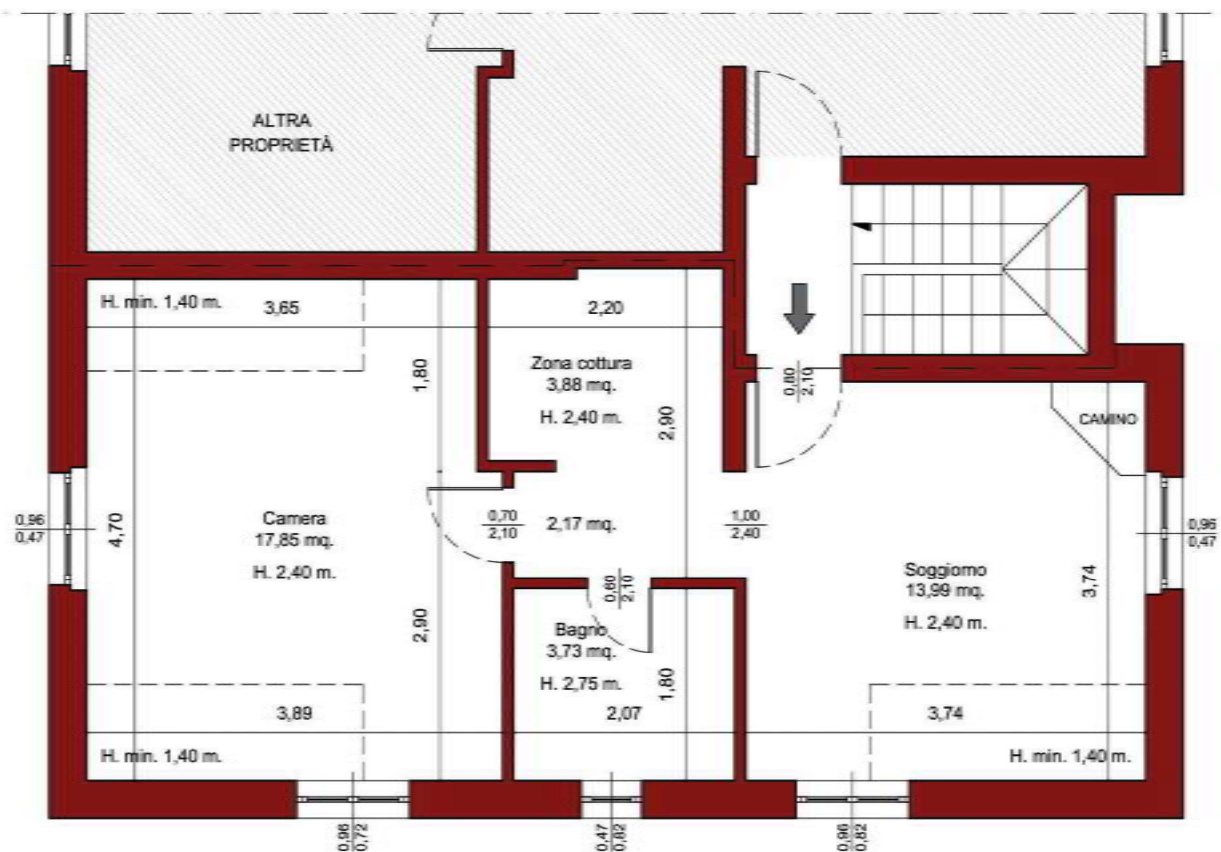 ALTRA
PROPRIETÀ
H. min. 1,40 m.
3,65
2,20
1,80
Zona cottura
3,88 mq.
H. 2,40 m.
2,90
0,80
2,10
CAMINO
0,96
0,47
4,70
Camera
17,85 mq.
H. 2,40 m.
0,70
2,10
2,17 mq.
1,00
2,40
0,96
0,47
Soggiorno
13,99 mq.
H. 2,40 m.
3,74
2,90
0,60
2,10
Bagno
3,73 mq.
H. 2,75 m.
1,80
3,89
2,07
3,74
H. min. 1,40 m.
H. min. 1,40 m.
0,96
0,72
0,47
0,82
0,96
0,82